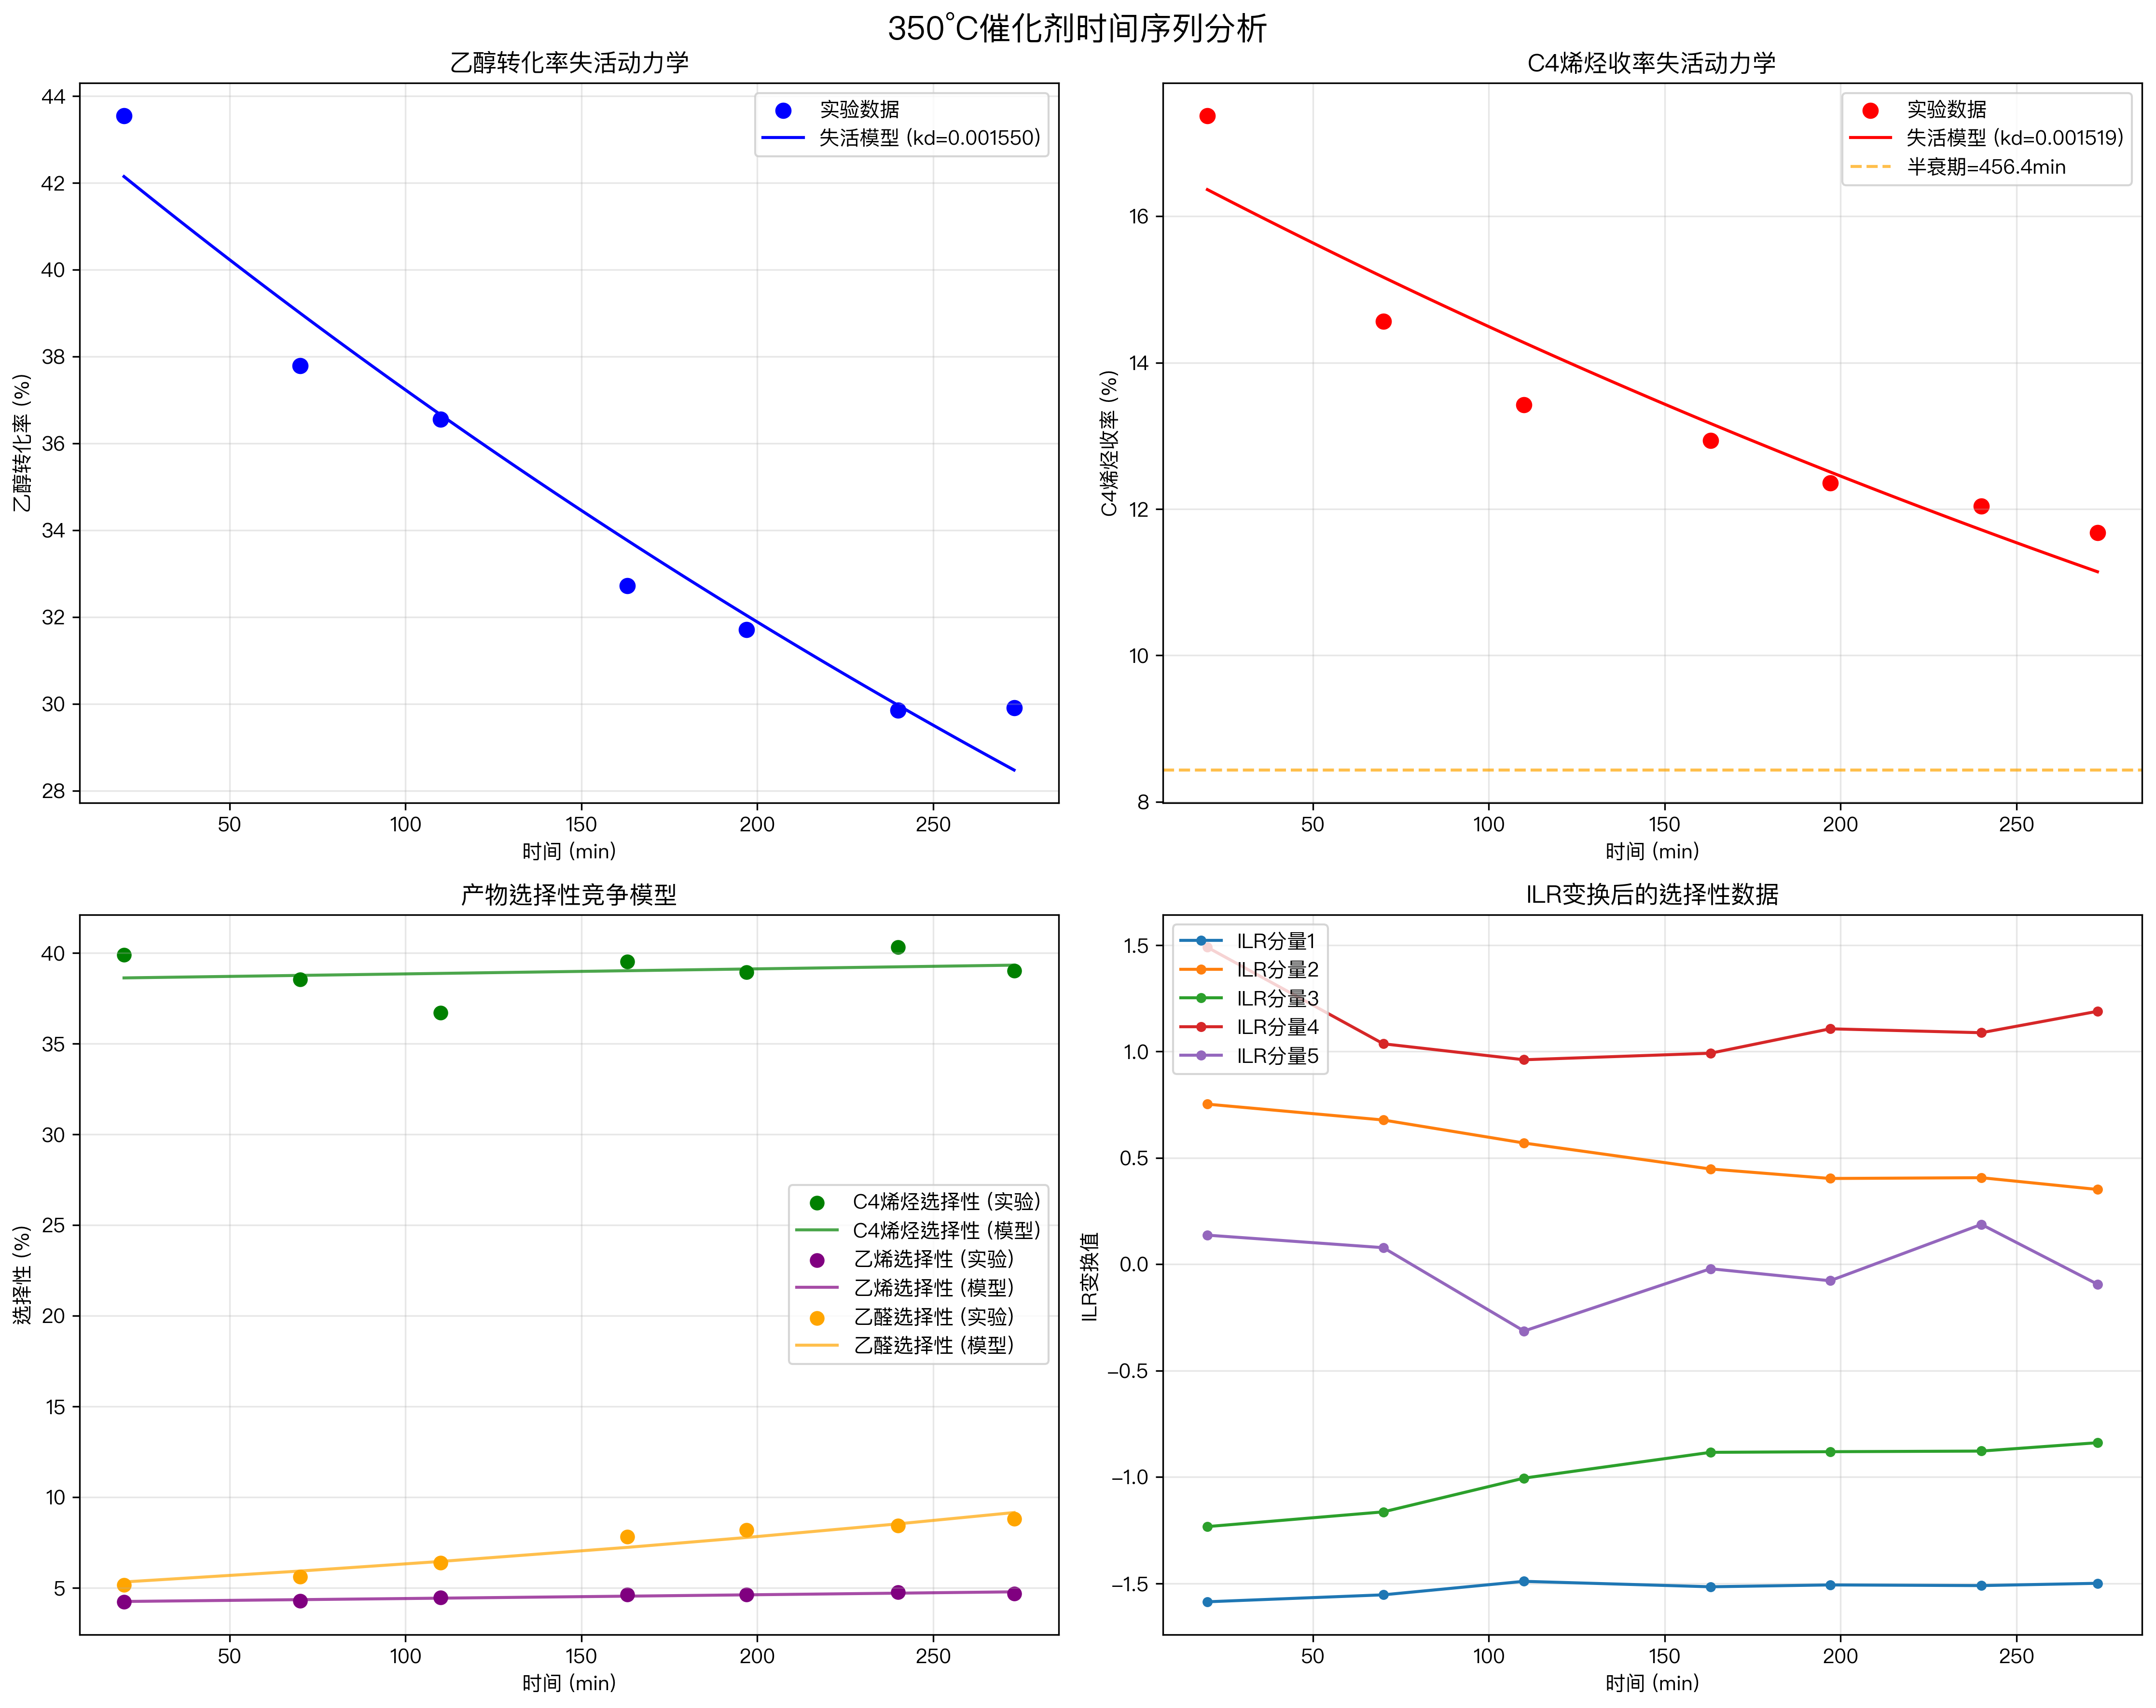 350°C催化剂时间序列分析
乙醇转化率失活动力学
44
42
40
38
36
34
32
30
28
乙醇转化率 (%)
实验数据
失活模型 (kd=0.001550)
50
100
150
200
250
时间 (min)
C4烯烃收率失活动力学
16
14
12
10
8
C4烯烃收率 (%)
实验数据
失活模型 (kd=0.001519)
半衰期=456.4min
50
100
150
200
250
时间 (min)
产物选择性竞争模型
40
35
30
25
20
15
10
5
选择性 (%)
C4烯烃选择性 (实验)
C4烯烃选择性 (模型)
乙烯选择性 (实验)
乙烯选择性 (模型)
乙醛选择性 (实验)
乙醛选择性 (模型)
50
100
150
200
250
时间 (min)
ILR变换后的选择性数据
1.5
1.0
0.5
0.0
−0.5
−1.0
−1.5
ILR变换值
ILR分量1
ILR分量2
ILR分量3
ILR分量4
ILR分量5
50
100
150
200
250
时间 (min)